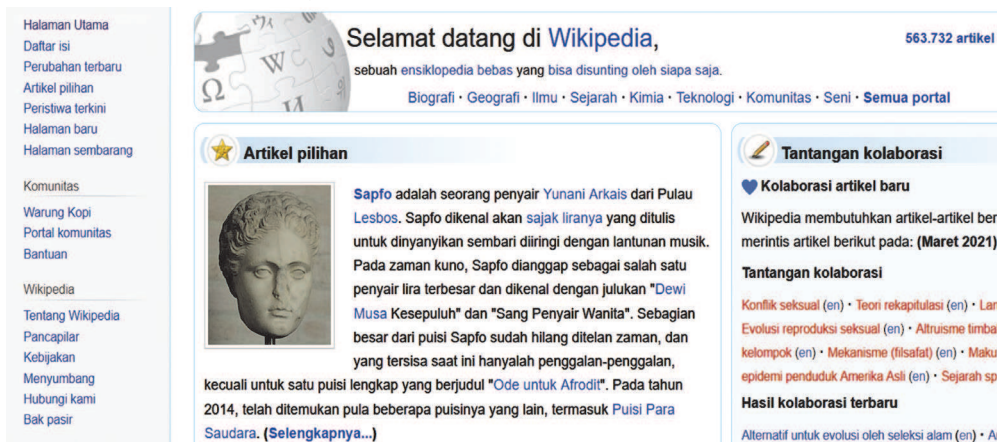 Halaman Utama
Daftar isi
Perubahan terbaru
Artikel pilihan
Peristiwa terkini
Halaman baru
Halaman sembarang
Komunitas
Warung Kopi
Portal komunitas
Bantuan
Wikipedia
Tentang Wikipedia
Pancapilar
Kebijakan
Menyumbang
Hubungi kami
Bak pasir
Ω W И
Selamat datang di Wikipedia,
563.732 artikel
sebuah ensiklopedia bebas yang bisa disunting oleh siapa saja.
Biografi · Geografi · Ilmu · Sejarah · Kimia · Teknologi · Komunitas · Seni · Semua portal
Artikel pilihan
Sapfo adalah seorang penyair Yunani Arkais dari Pulau
Lesbos. Sapfo dikenal akan sajak liranya yang ditulis
untuk dinyanyikan sembari diiringi dengan lantunan musik.
Pada zaman kuno, Sapfo dianggap sebagai salah satu
penyair lira terbesar dan dikenal dengan julukan "Dewi
Musa Kesepuluh" dan "Sang Penyair Wanita". Sebagian
besar dari puisi Sapfo sudah hilang ditelan zaman, dan
yang tersisa saat ini hanyalah penggalan-penggalan,
kecuali untuk satu puisi lengkap yang berjudul "Ode untuk Afrodit". Pada tahun
2014, telah ditemukan pula beberapa puisinya yang lain, termasuk Puisi Para
Saudara. (Selengkapnya...)
Tantangan kolaborasi
Kolaborasi artikel baru
Wikipedia membutuhkan artikel-artikel ber
merintis artikel berikut pada: (Maret 2021)
Tantangan kolaborasi
Konflik seksual (en) · Teori rekapitulasi (en) · Lan
Evolusi reproduksi seksual (en) · Altruisme timba
kelompok (en) · Mekanisme (filsafat) (en) · Maku
epidemi penduduk Amerika Asli (en) · Sejarah sp
Hasil kolaborasi terbaru
Alternatif untuk evolusi oleh seleksi alam (en) · A